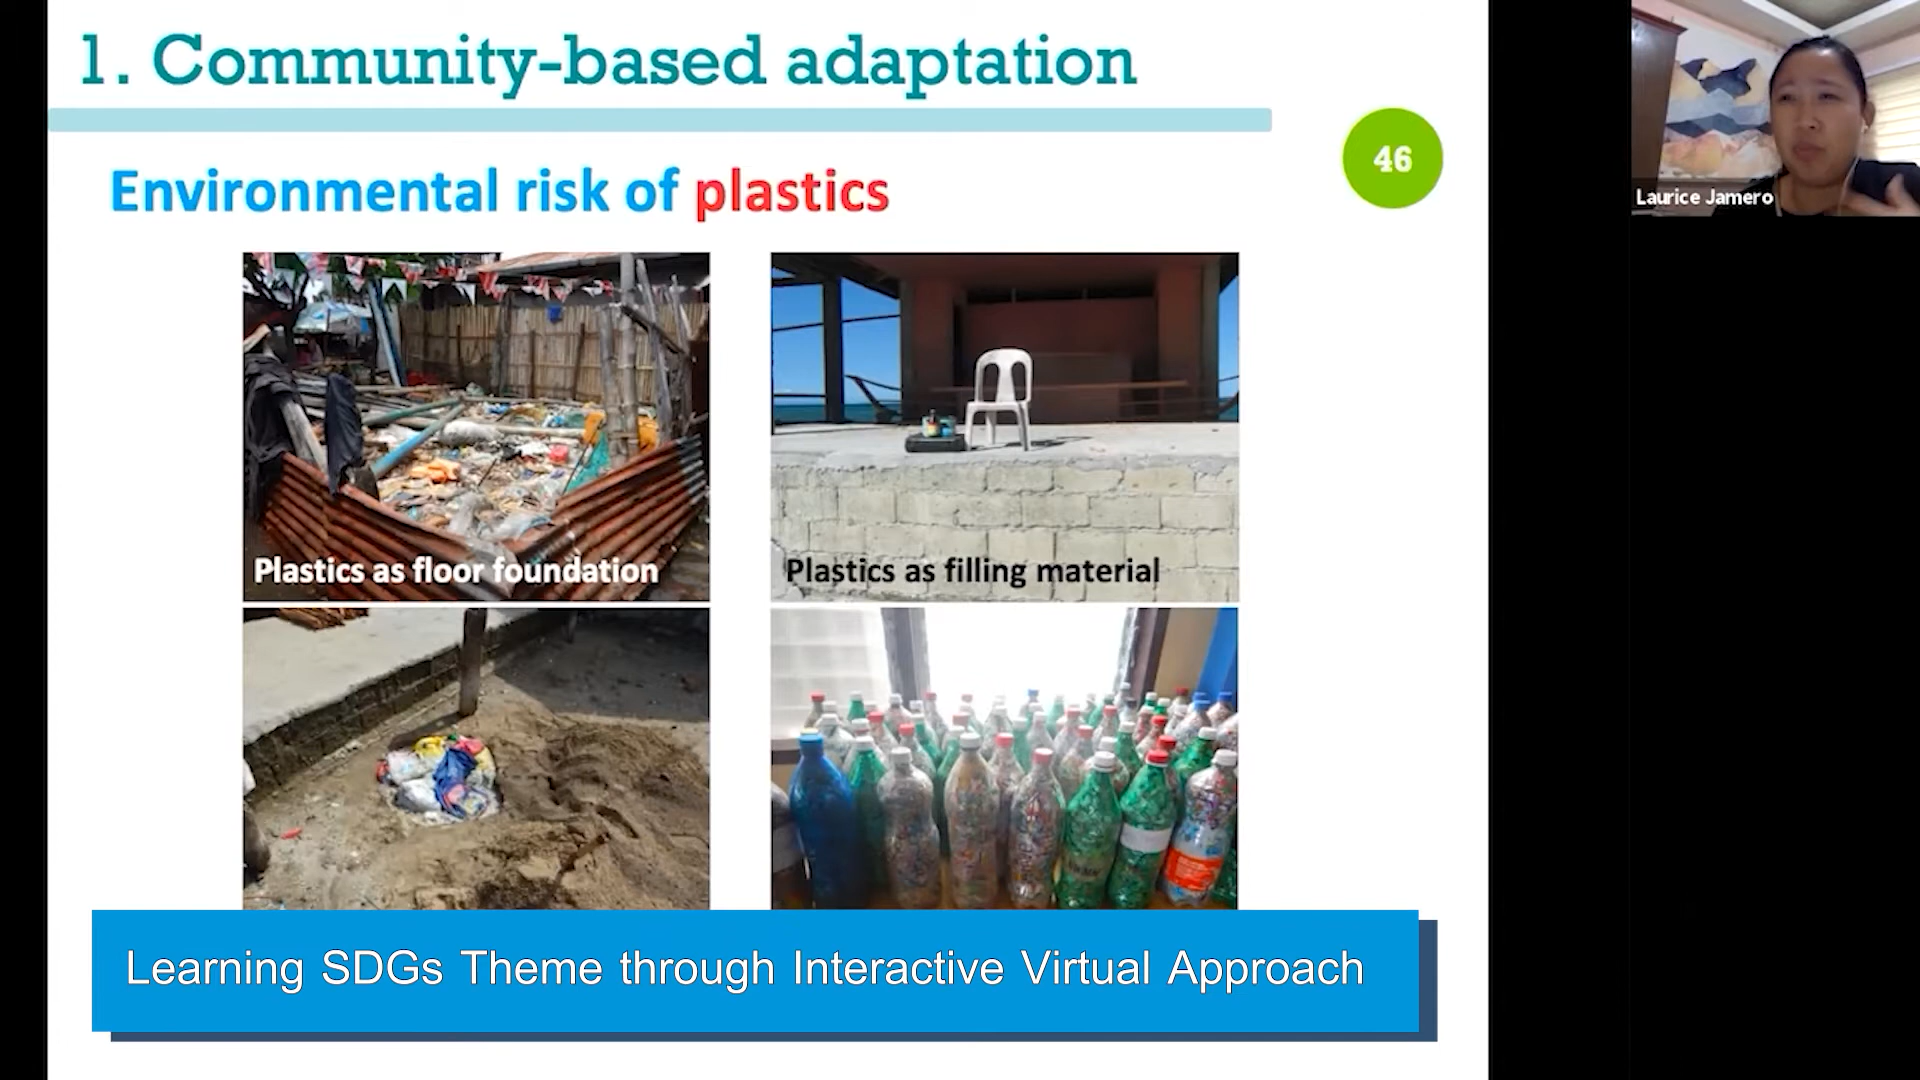 1. Community-based adaptation
46
Environmental risk of plastics
Laurice Jamero
Plastics as floor foundation
Plastics as filling material
Learning SDGs Theme through Interactive Virtual Approach